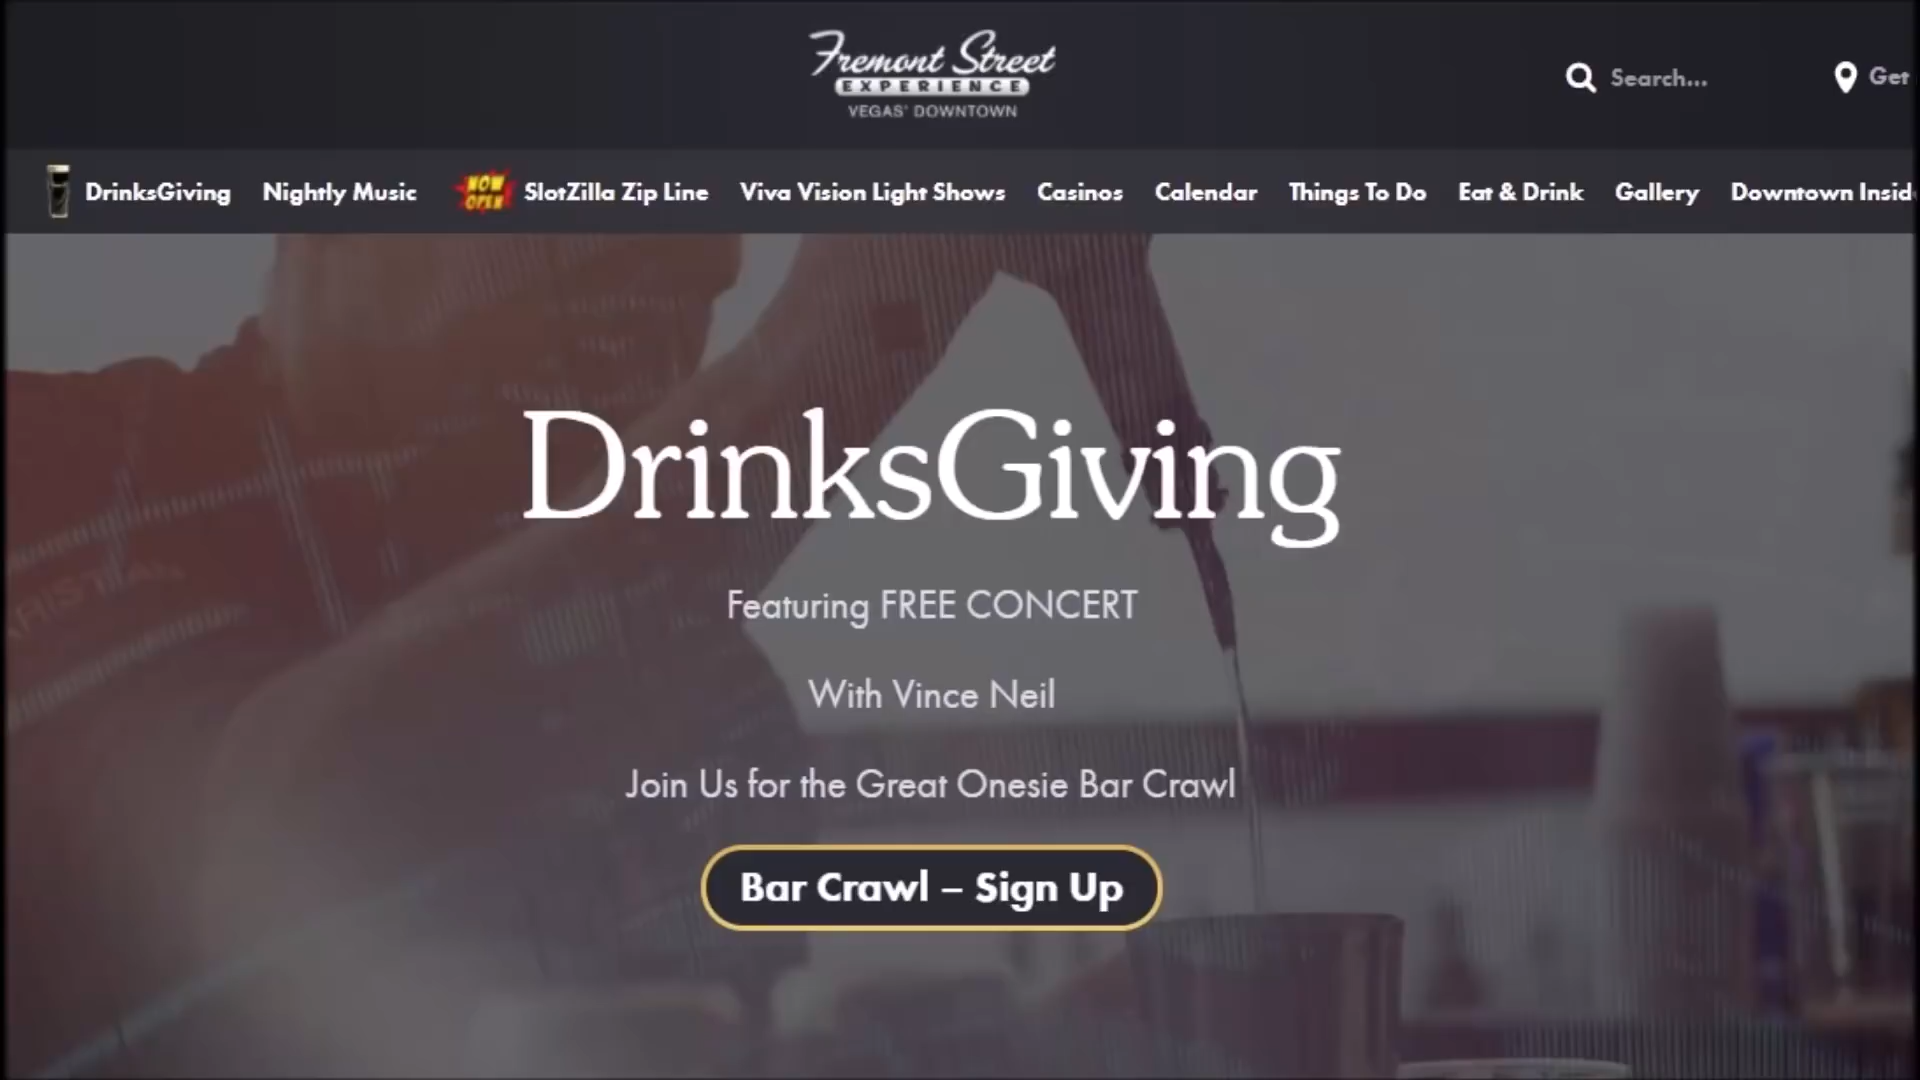 Fremont Street
EXPERIENCE
VEGAS' DOWNTOWN
Search...
Get
DrinksGiving
Nightly Music
NOW
OPEN
SlotZilla Zip Line
Viva Vision Light Shows
Casinos
Calendar
Things To Do
Eat & Drink
Gallery
Downtown Insid
DrinksGiving
Featuring FREE CONCERT
With Vince Neil
Join Us for the Great Onesie Bar Crawl
Bar Crawl – Sign Up